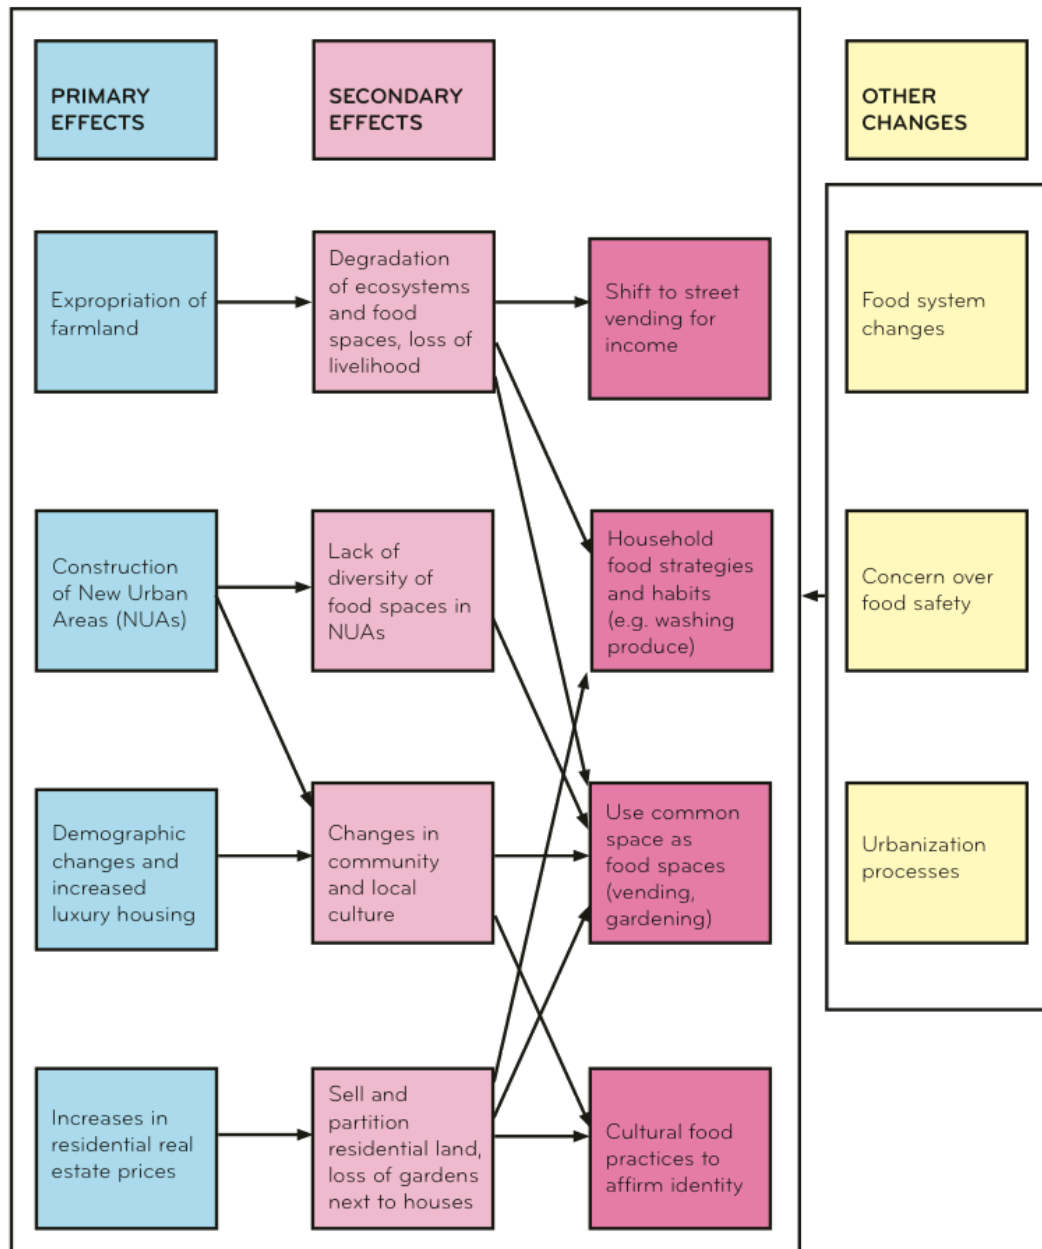 PRIMARY
EFFECTS
SECONDARY
EFFECTS
OTHER
CHANGES
Expropriation of
farmland
Degradation
of ecosystems
and food
spaces, loss of
livelihood
Shift to street
vending for
income
Food system
changes
Construction
of New Urban
Areas (NUAs)
Lack of
diversity of
food spaces in
NUAs
Household
food strategies
and habits
(e.g. washing
produce)
Concern over
food safety
Demographic
changes and
increased
luxury housing
Changes in
community
and local
culture
Use common
space as
food spaces
(vending,
gardening)
Urbanization
processes
Increases in
residential real
estate prices
Sell and
partition
residential land,
loss of gardens
next to houses
Cultural food
practices to
affirm identity